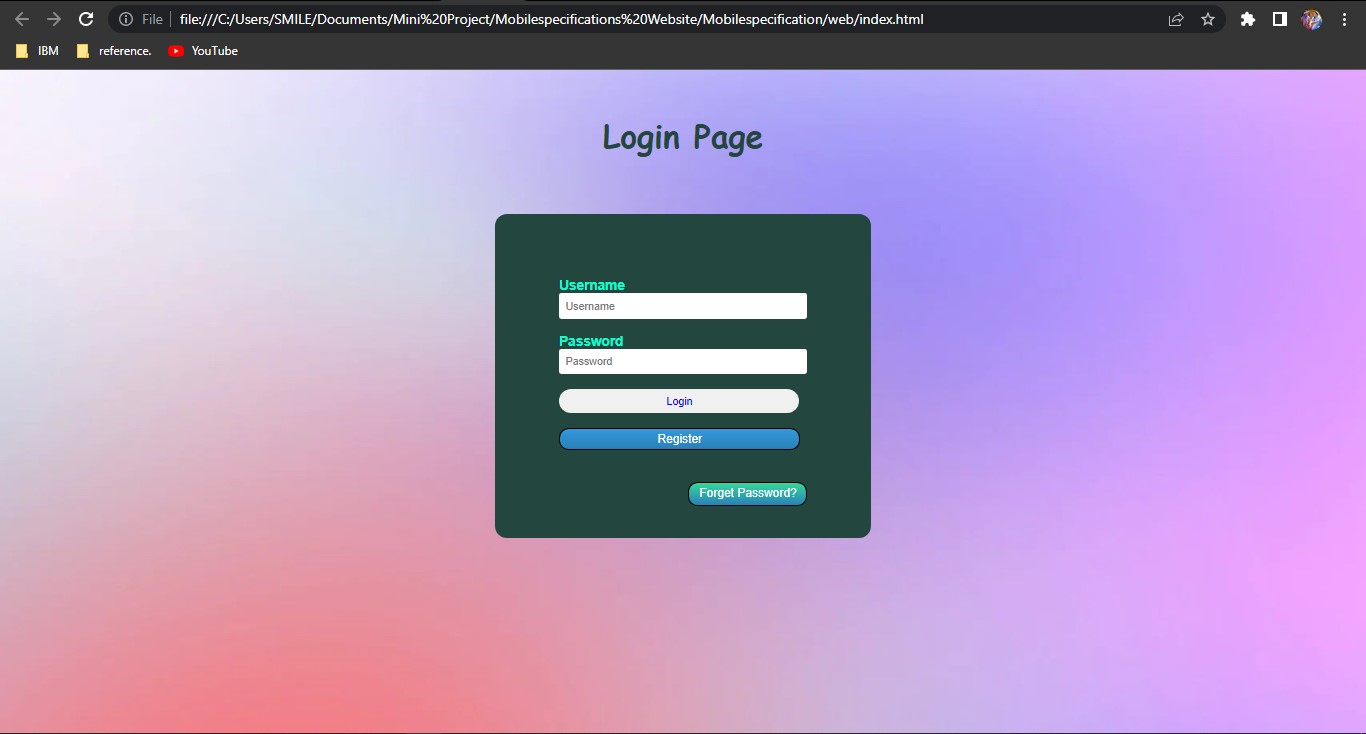 File file:///C:/Users/SMILE/Documents/Mini%20Project/Mobilespecifications%20Website/Mobilespecification/web/index.html
IBM reference. YouTube
Login Page
Username
Username
Password
Password
Login
Register
Forget Password?